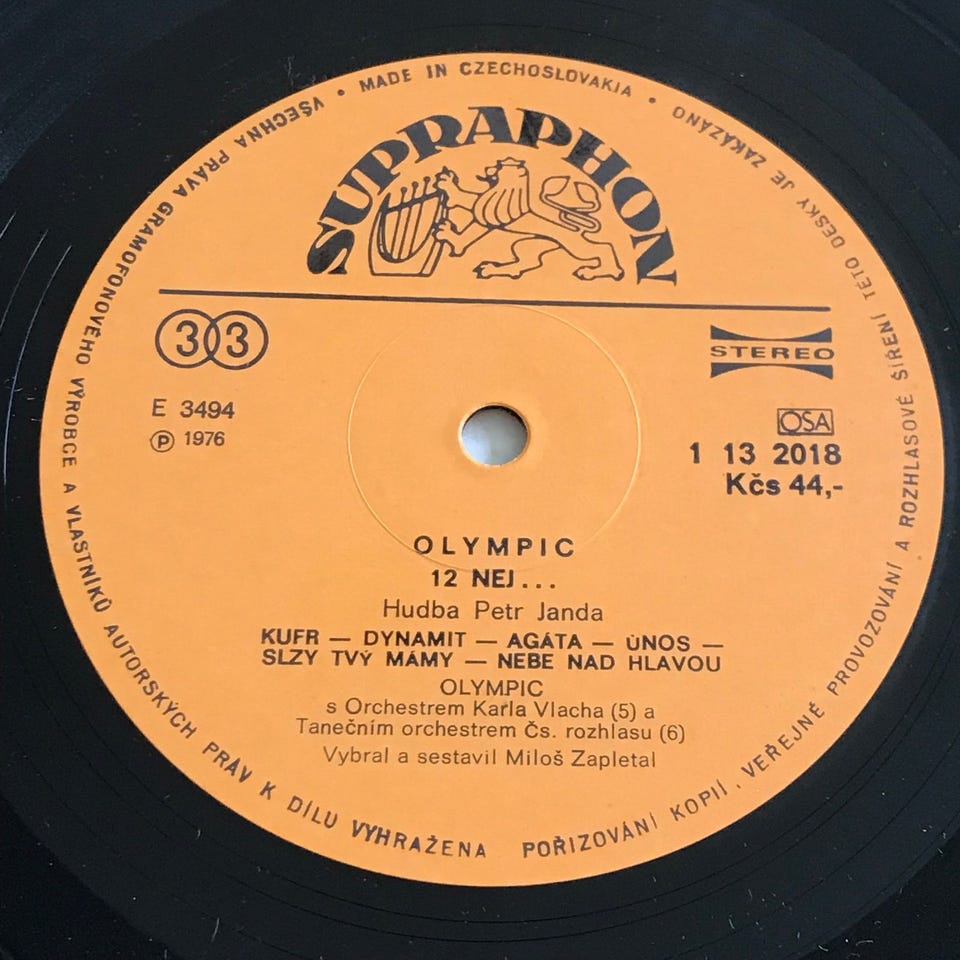 VŠECHNA PRÁVA GRAMOFONOVÉHO VÝROBCE A VLASTNÍKŮ AUTORSKÝCH PRÁV K DÍLU VYHRAŽENA
POŘIZOVÁNÍ KOPIÍ, VEŘEJNÉ PROVOZOVÁNÍ A ROZHLASOVÉ ŠÍŘENÍ TÉTO DESKY JE ZAKÁZÁNO
• MADE IN CZECHOSLOVAKIA •
SUPRAPHON
33
STEREO
E 3494
℗ 1976
OSA
1 13 2018
Kčs 44,-
OLYMPIC
12 NEJ...
Hudba Petr Janda
KUFR — DYNAMIT — AGÁTA — ÚNOS —
SLZY TVÝ MÁMY — NEBE NAD HLAVOU
OLYMPIC
s Orchestrem Karla Vlacha (5) a
Tanečním orchestrem Čs. rozhlasu (6)
Vybral a sestavil Miloš Zapletal